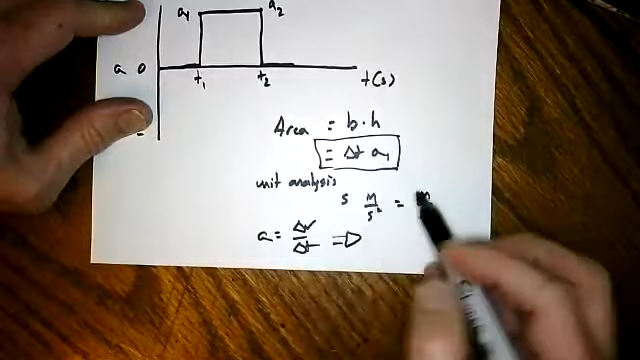 a₁ a₂
a 0
t₁ t₂ t(s)
Area = b · h
= Δt a₁
unit analysis
s m/s² = m
a = Δv/Δt ⇒